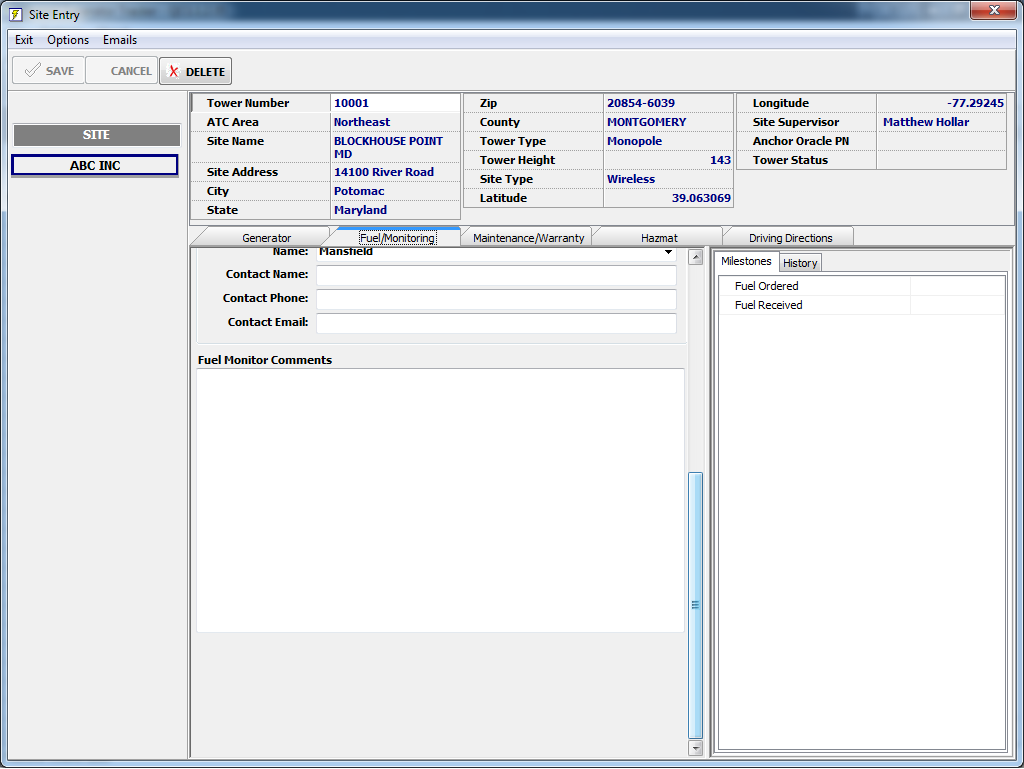 Site Entry
Exit Options Emails
SAVE CANCEL DELETE
SITE
ABC INC
Tower Number 10001
ATC Area Northeast
Site Name BLOCKHOUSE POINT
MD
Site Address 14100 River Road
City Potomac
State Maryland
Zip 20854-6039
County MONTGOMERY
Tower Type Monopole
Tower Height 143
Site Type Wireless
Latitude 39.063069
Longitude -77.29245
Site Supervisor Matthew Hollar
Anchor Oracle PN
Tower Status
Generator Fuel/Monitoring Maintenance/Warranty Hazmat Driving Directions
Name: Mansfield
Contact Name:
Contact Phone:
Contact Email:
Fuel Monitor Comments
Milestones History
Fuel Ordered
Fuel Received